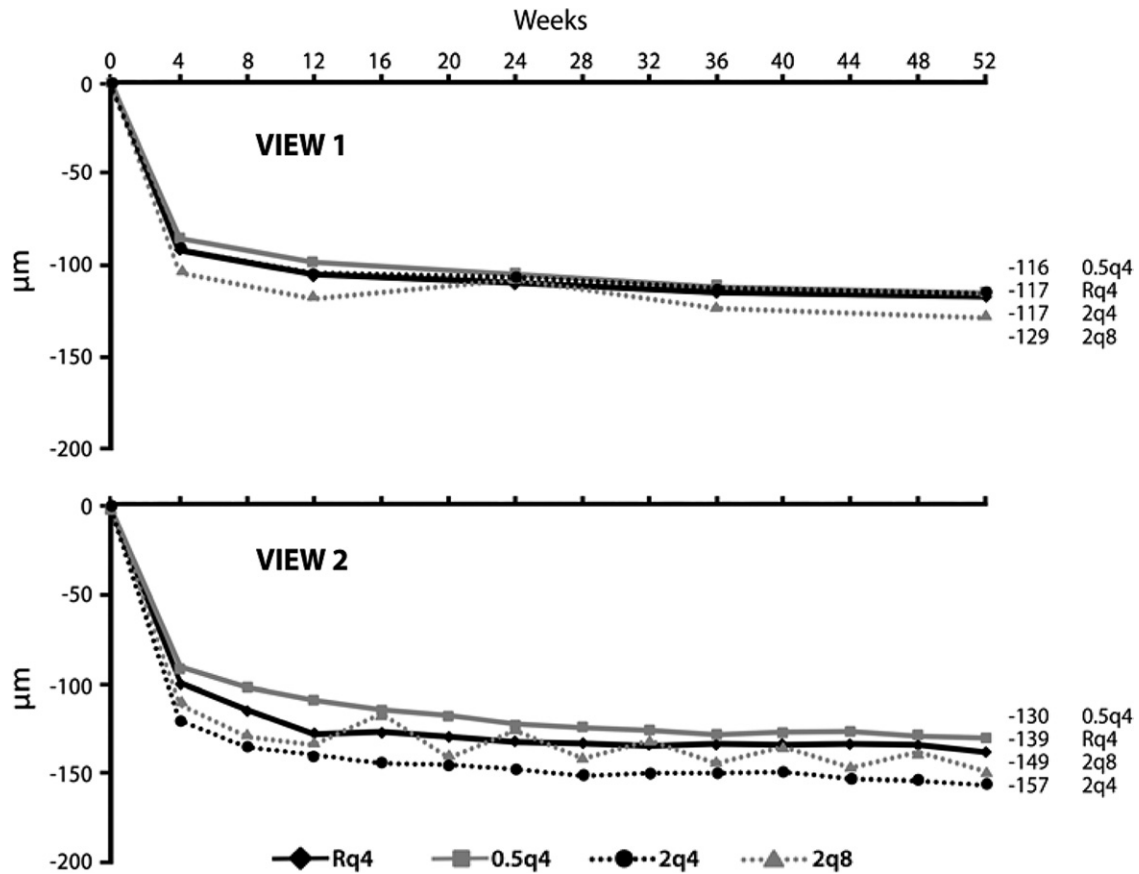 Weeks
0 4 8 12 16 20 24 28 32 36 40 44 48 52
0
VIEW 1
-50
-100
µm
-150
-200
-116 0.5q4
-117 Rq4
-117 2q4
-129 2q8
0
VIEW 2
-50
-100
µm
-150
-200
-130 0.5q4
-139 Rq4
-149 2q8
-157 2q4
Rq4 0.5q4 2q4 2q8